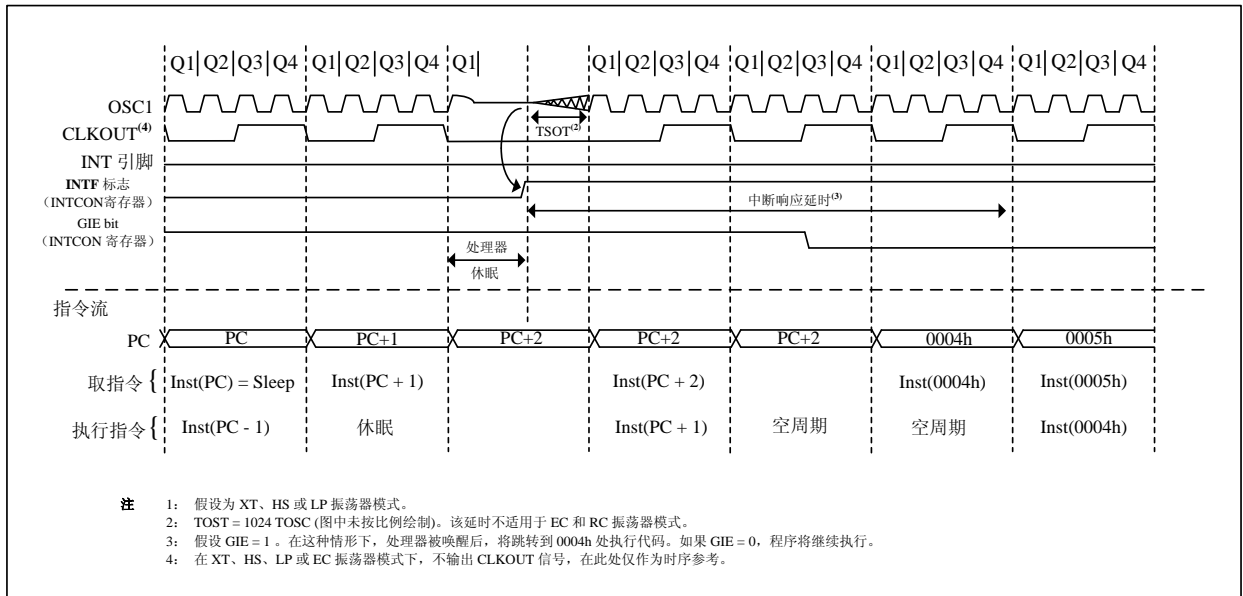 Q1|Q2|Q3|Q4 Q1|Q2|Q3|Q4 Q1| Q1|Q2|Q3|Q4 Q1|Q2|Q3|Q4 Q1|Q2|Q3|Q4 Q1|Q2|Q3|Q4
OSC1
TSOT(2)
CLKOUT(4)
INT 引脚
INTF 标志
(INTCON寄存器)
中断响应延时(3)
GIE bit
(INTCON 寄存器)
处理器
休眠
指令流
PC PC PC+1 PC+2 PC+2 PC+2 0004h 0005h
取指令 { Inst(PC) = Sleep Inst(PC + 1) Inst(PC + 2) Inst(0004h) Inst(0005h)
执行指令 { Inst(PC - 1) 休眠 Inst(PC + 1) 空周期 空周期 Inst(0004h)
注 1: 假设为 XT、HS 或 LP 振荡器模式。
2: TOST = 1024 TOSC (图中未按比例绘制)。该延时不适用于 EC 和 RC 振荡器模式。
3: 假设 GIE = 1 。在这种情形下，处理器被唤醒后，将跳转到 0004h 处执行代码。如果 GIE = 0，程序将继续执行。
4: 在 XT、HS、LP 或 EC 振荡器模式下，不输出 CLKOUT 信号，在此处仅作为时序参考。